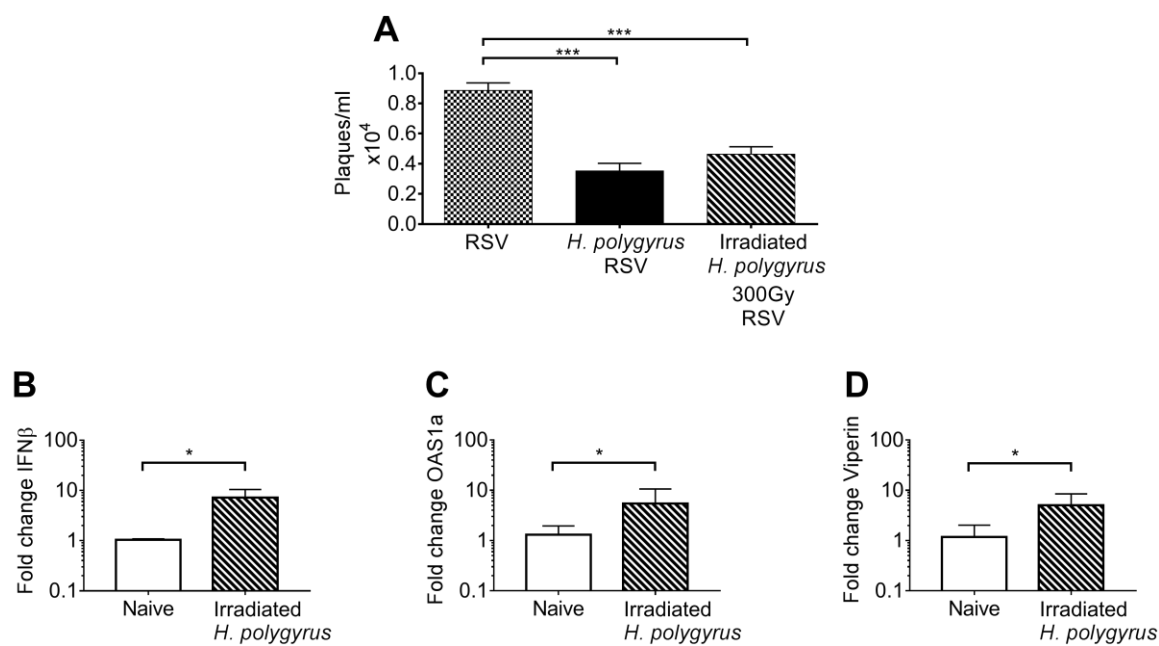 A
***
***
Plaques/ml
x10⁴
1.0
0.8
0.6
0.4
0.2
0.0
RSV
H. polygyrus
RSV
Irradiated
H. polygyrus
300Gy
RSV
B
Fold change IFNβ
100
10
1
0.1
*
Naive
Irradiated
H. polygyrus
C
Fold change OAS1a
100
10
1
0.1
*
Naive
Irradiated
H. polygyrus
D
Fold change Viperin
100
10
1
0.1
*
Naive
Irradiated
H. polygyrus